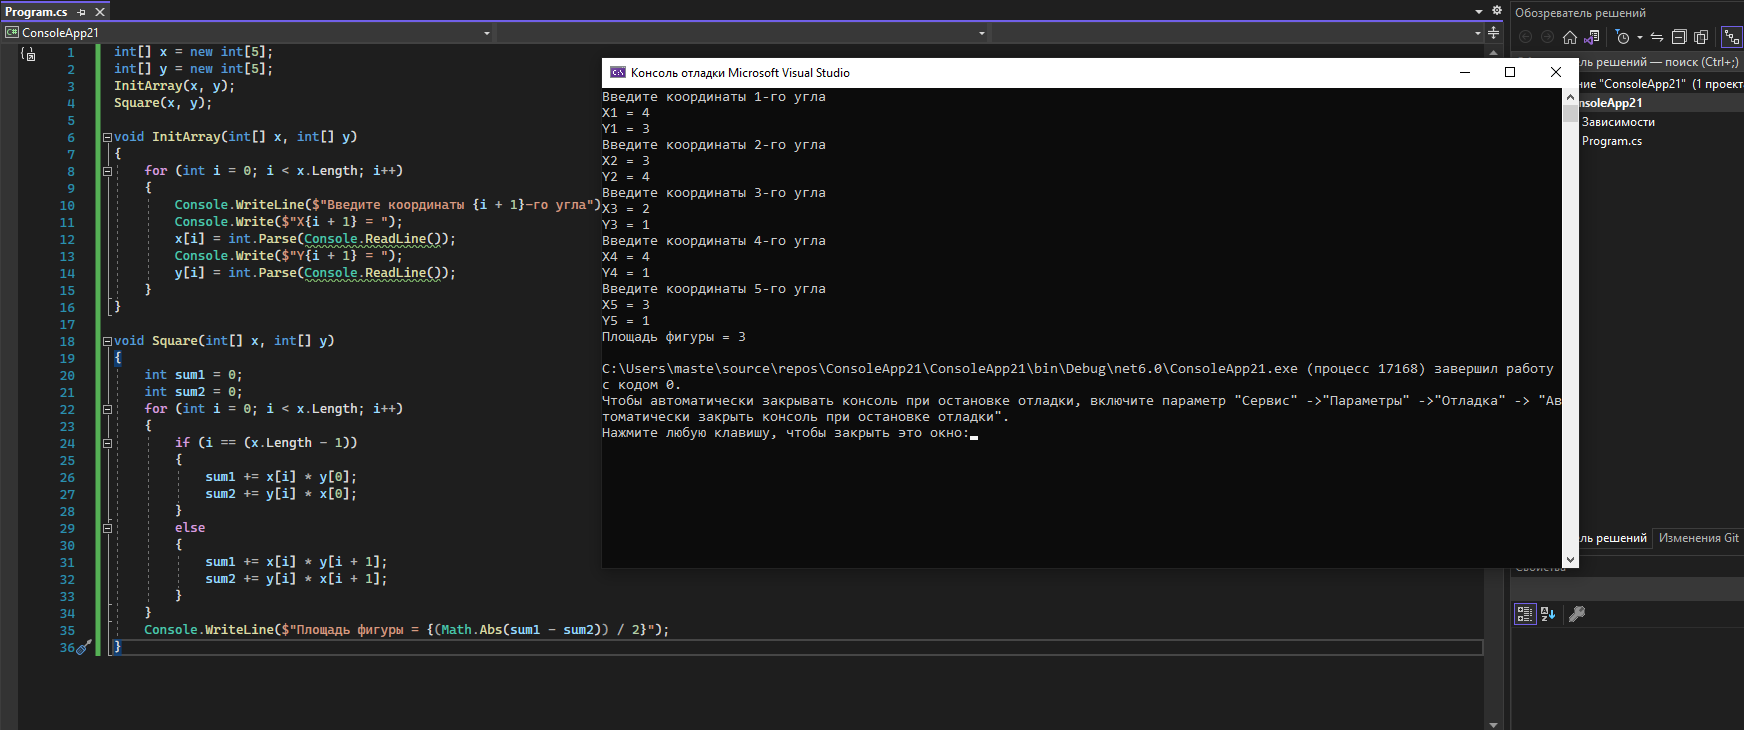 Program.cs
C# ConsoleApp21
1 int[] x = new int[5];
2 int[] y = new int[5];
3 InitArray(x, y);
4 Square(x, y);
5
6 void InitArray(int[] x, int[] y)
7 {
8 for (int i = 0; i < x.Length; i++)
9 {
10 Console.WriteLine($"Введите координаты {i + 1}-го угла")
11 Console.Write($"X{i + 1} = ");
12 x[i] = int.Parse(Console.ReadLine());
13 Console.Write($"Y{i + 1} = ");
14 y[i] = int.Parse(Console.ReadLine());
15 }
16 }
17
18 void Square(int[] x, int[] y)
19 {
20 int sum1 = 0;
21 int sum2 = 0;
22 for (int i = 0; i < x.Length; i++)
23 {
24 if (i == (x.Length - 1))
25 {
26 sum1 += x[i] * y[0];
27 sum2 += y[i] * x[0];
28 }
29 else
30 {
31 sum1 += x[i] * y[i + 1];
32 sum2 += y[i] * x[i + 1];
33 }
34 }
35 Console.WriteLine($"Площадь фигуры = {(Math.Abs(sum1 - sum2)) / 2}");
36 }
C:\ Консоль отладки Microsoft Visual Studio
Введите координаты 1-го угла
X1 = 4
Y1 = 3
Введите координаты 2-го угла
X2 = 3
Y2 = 4
Введите координаты 3-го угла
X3 = 2
Y3 = 1
Введите координаты 4-го угла
X4 = 4
Y4 = 1
Введите координаты 5-го угла
X5 = 3
Y5 = 1
Площадь фигуры = 3
C:\Users\maste\source\repos\ConsoleApp21\ConsoleApp21\bin\Debug\net6.0\ConsoleApp21.exe (процесс 17168) завершил работу
с кодом 0.
Чтобы автоматически закрывать консоль при остановке отладки, включите параметр "Сервис" ->"Параметры" ->"Отладка" -> "Ав
томатически закрыть консоль при остановке отладки".
Нажмите любую клавишу, чтобы закрыть это окно:
Обозреватель решений
ль решений — поиск (Ctrl+;)
ние "ConsoleApp21" (1 проект
nsoleApp21
Зависимости
Program.cs
ль решений Изменения Git
Свойства